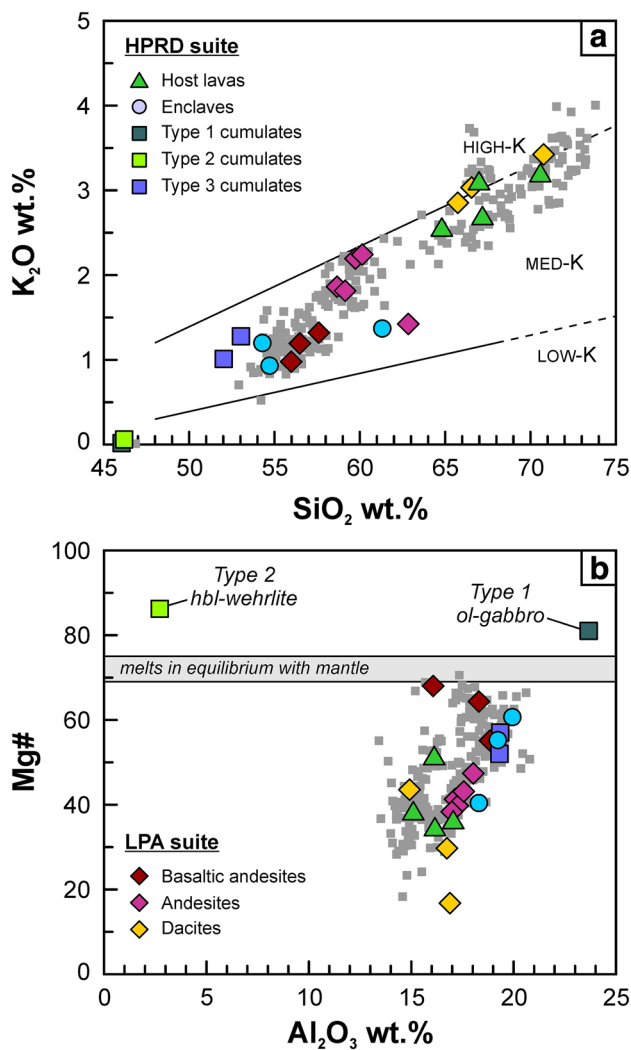 5
4
3
2
1
0
K₂O wt.%
a
HPRD suite
Host lavas
Enclaves
Type 1 cumulates
Type 2 cumulates
Type 3 cumulates
HIGH-K
MED-K
LOW-K
45 50 55 60 65 70 75
SiO₂ wt.%
100
80
60
40
20
0
Mg#
b
Type 2
hbl-wehrlite
Type 1
ol-gabbro
melts in equilibrium with mantle
LPA suite
Basaltic andesites
Andesites
Dacites
0 5 10 15 20 25
Al₂O₃ wt.%